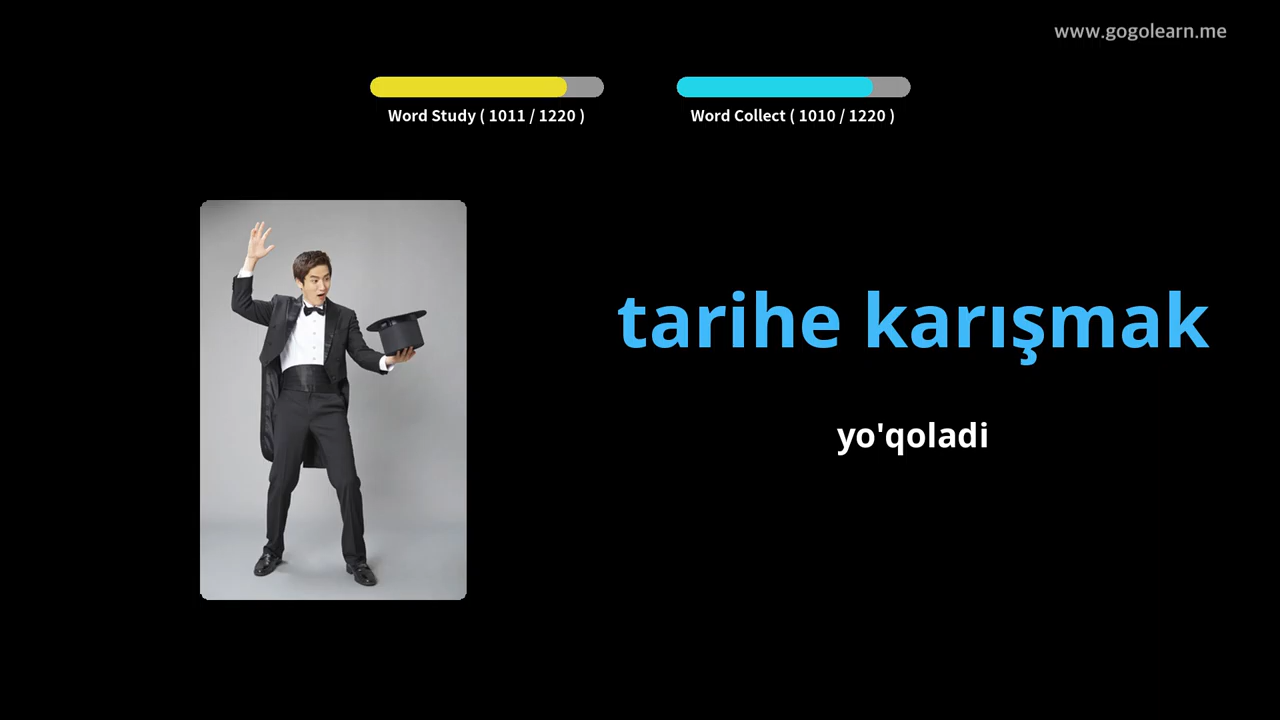 www.gogolearn.me
Word Study ( 1011 / 1220 )
Word Collect ( 1010 / 1220 )
tarihe karışmak
yo'qoladi